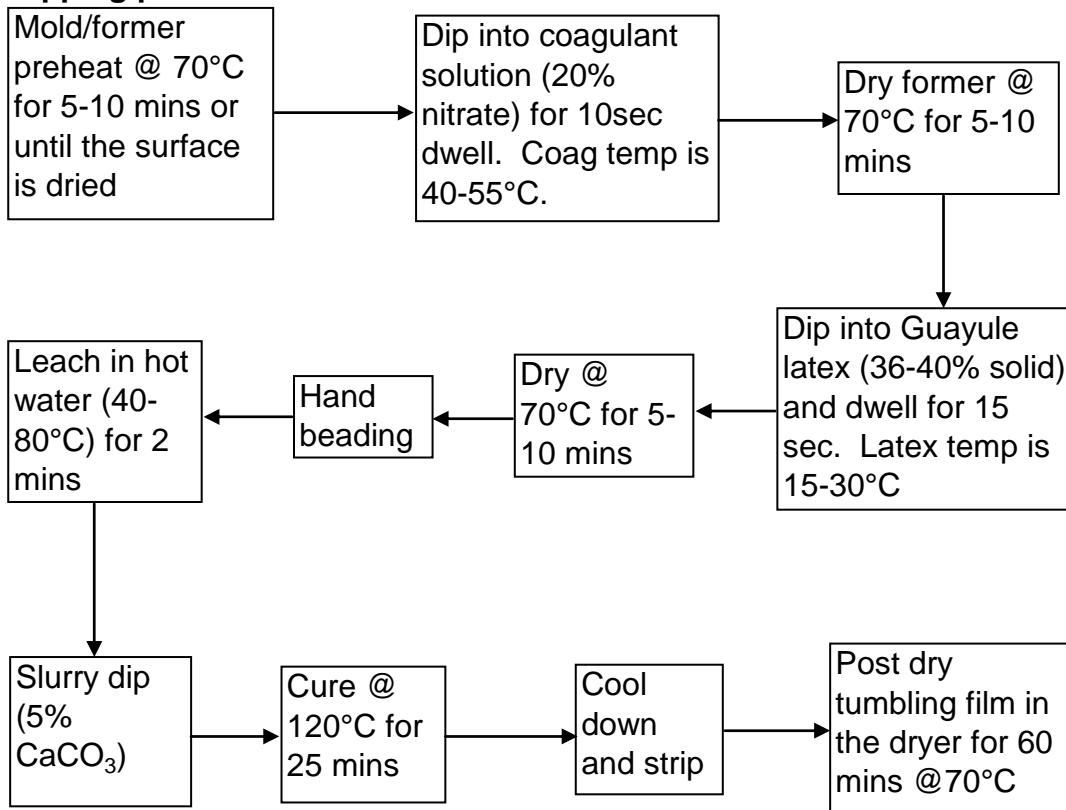 Mold/former
preheat @ 70°C
for 5-10 mins or
until the surface
is dried
Dip into coagulant
solution (20%
nitrate) for 10sec
dwell. Coag temp is
40-55°C.
Dry former @
70°C for 5-10
mins
Dip into Guayule
latex (36-40% solid)
and dwell for 15
sec. Latex temp is
15-30°C
Dry @
70°C for 5-
10 mins
Hand
beading
Leach in hot
water (40-
80°C) for 2
mins
Slurry dip
(5%
CaCO₃)
Cure @
120°C for
25 mins
Cool
down
and strip
Post dry
tumbling film in
the dryer for 60
mins @70°C